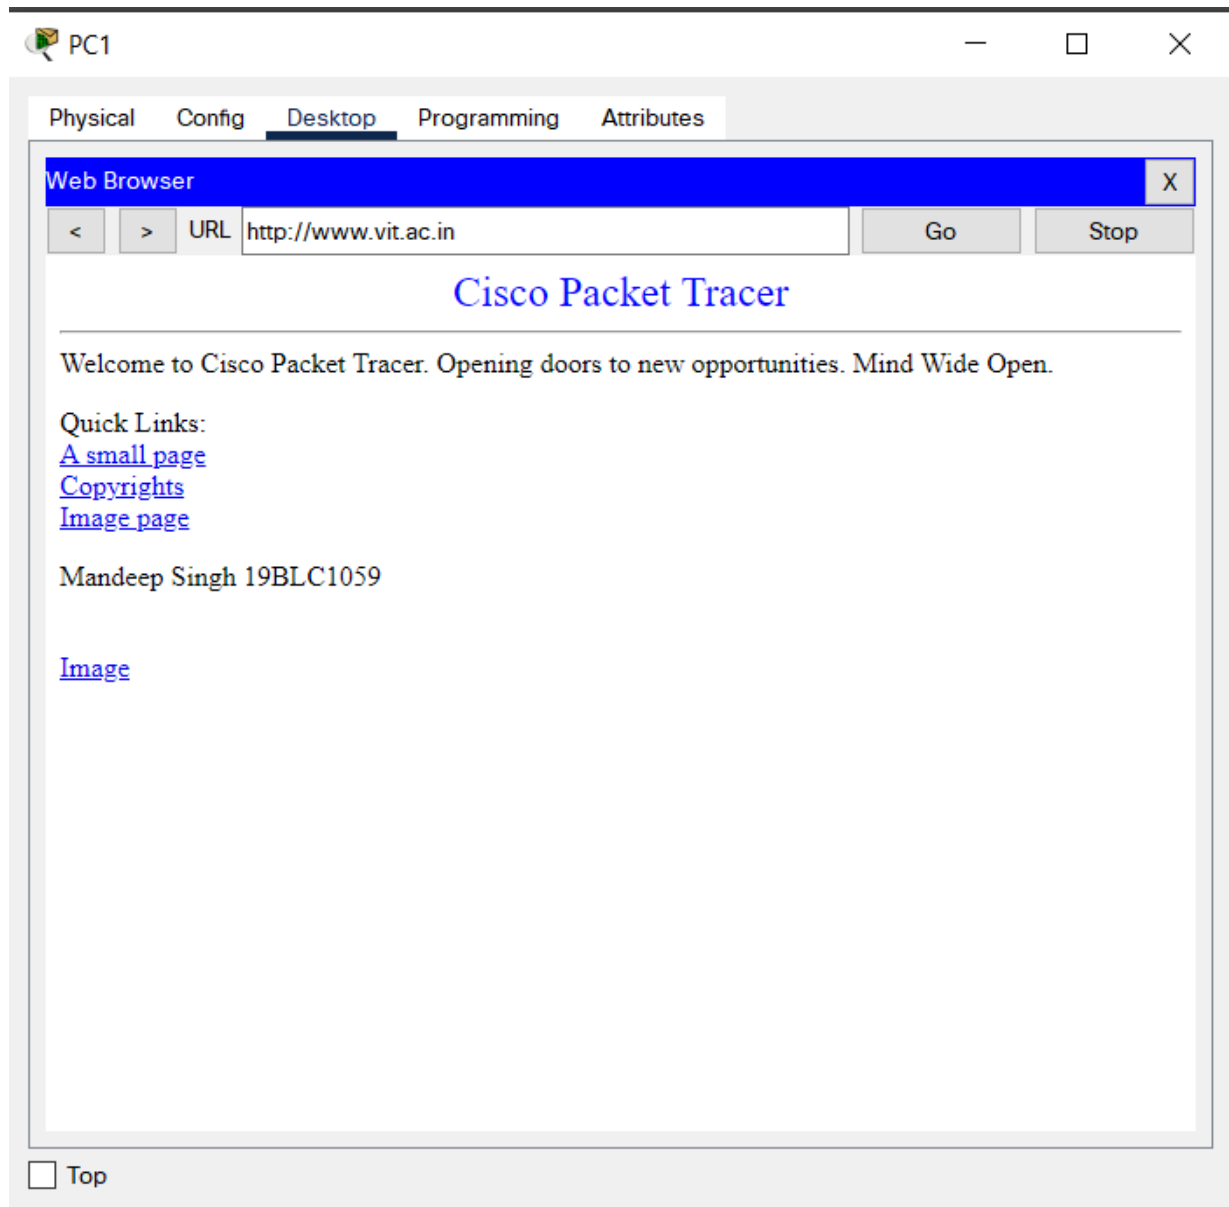 PC1
Physical Config Desktop Programming Attributes
Web Browser X
< > URL http://www.vit.ac.in Go Stop
Cisco Packet Tracer
Welcome to Cisco Packet Tracer. Opening doors to new opportunities. Mind Wide Open.
Quick Links:
A small page
Copyrights
Image page
Mandeep Singh 19BLC1059
Image
Top